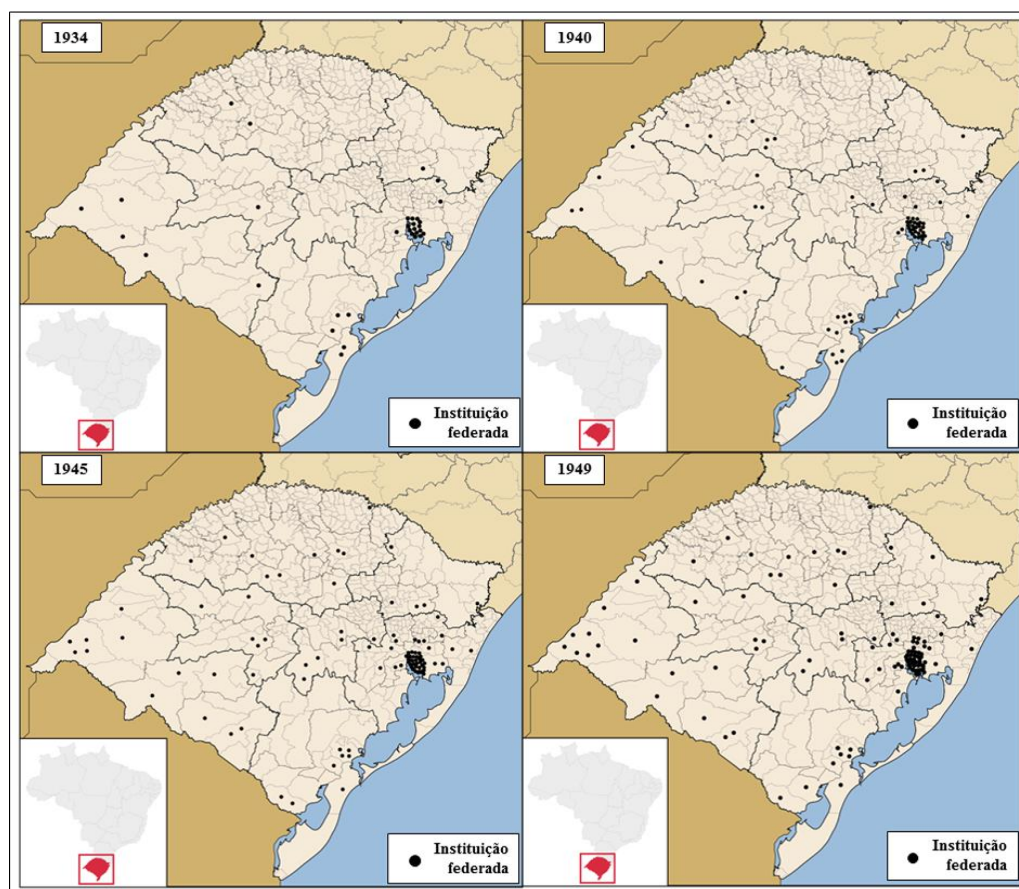 1934
1940
Instituição
federada
Instituição
federada
1945
1949
Instituição
federada
Instituição
federada